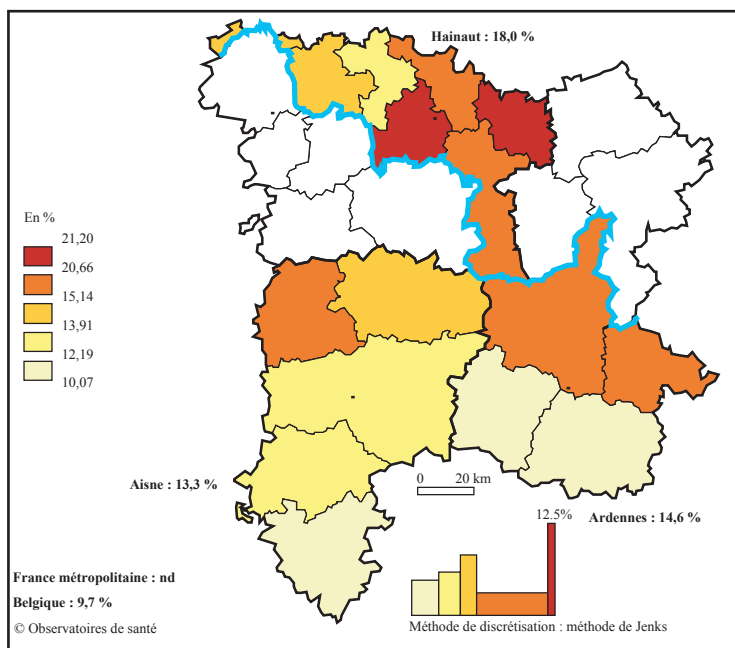 Hainaut : 18,0 %
En %
21,20
20,66
15,14
13,91
12,19
10,07
0 20 km
Aisne : 13,3 %
12.5%
Ardennes : 14,6 %
France métropolitaine : nd
Belgique : 9,7 %
© Observatoires de santé
Méthode de discrétisation : méthode de Jenks